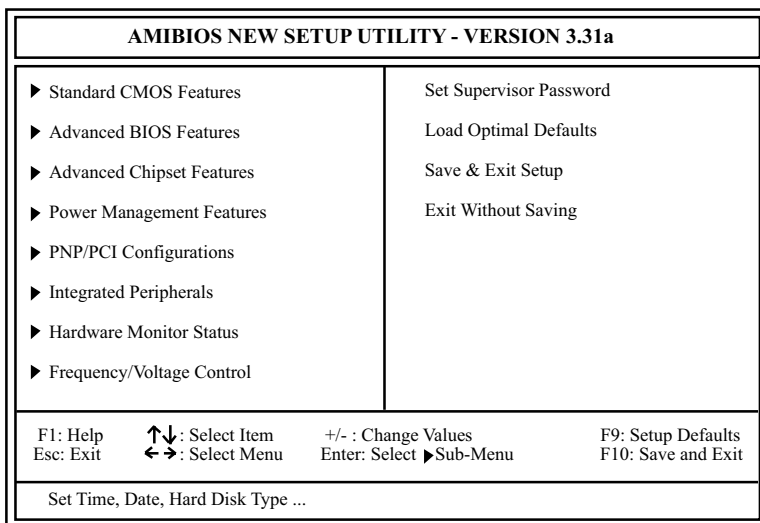 AMIBIOS NEW SETUP UTILITY - VERSION 3.31a
▶ Standard CMOS Features
▶ Advanced BIOS Features
▶ Advanced Chipset Features
▶ Power Management Features
▶ PNP/PCI Configurations
▶ Integrated Peripherals
▶ Hardware Monitor Status
▶ Frequency/Voltage Control
Set Supervisor Password
Load Optimal Defaults
Save & Exit Setup
Exit Without Saving
F1: Help ↑↓: Select Item +/- : Change Values F9: Setup Defaults
Esc: Exit ←→: Select Menu Enter: Select ▶Sub-Menu F10: Save and Exit
Set Time, Date, Hard Disk Type ...